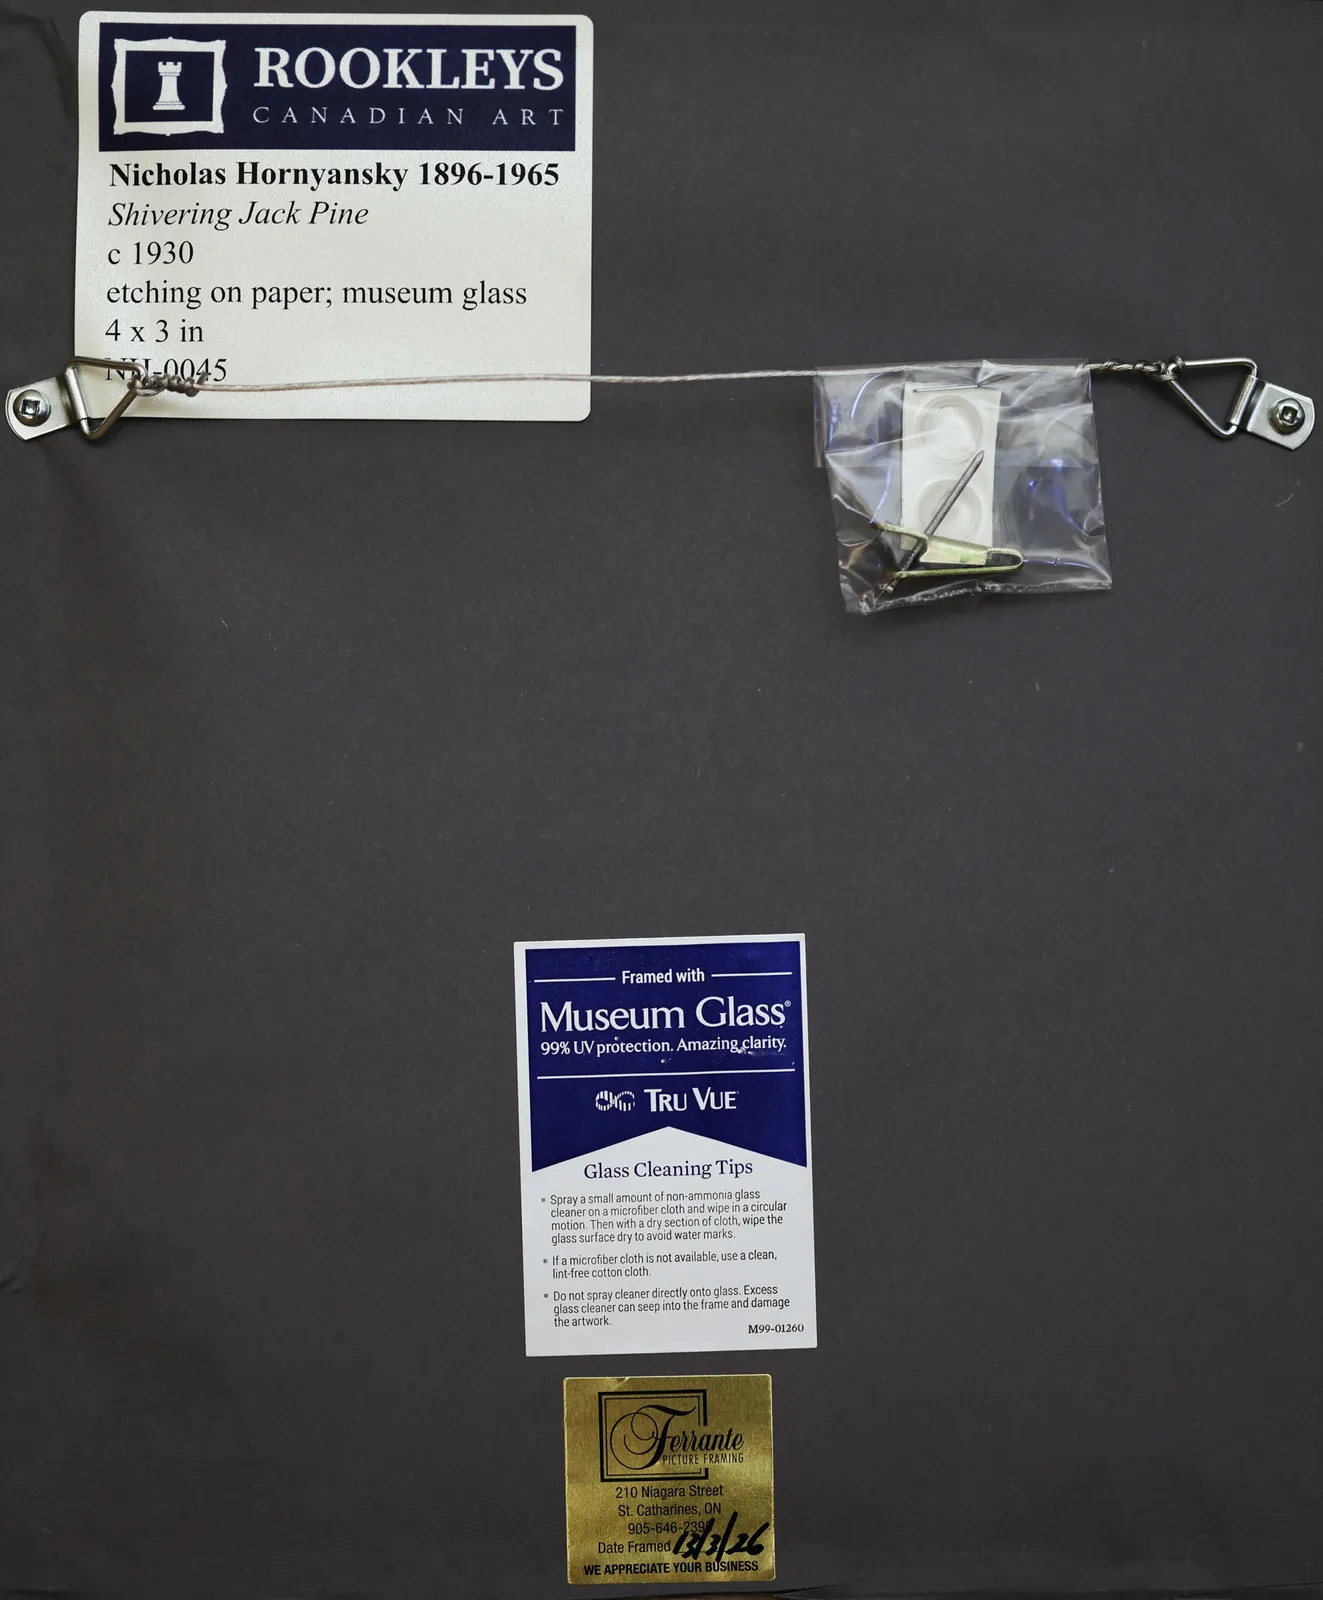 ROOKLEYS
CANADIAN ART
Nicholas Hornyansky 1896-1965
Shivering Jack Pine
c 1930
etching on paper; museum glass
4 x 3 in
NH-0045
Framed with
Museum Glass®
99% UV protection. Amazing clarity.
TRU VUE
Glass Cleaning Tips
Spray a small amount of non-ammonia glass
cleaner on a microfiber cloth and wipe in a circular
motion. Then with a dry section of cloth, wipe the
glass surface dry to avoid water marks.
If a microfiber cloth is not available, use a clean,
lint-free cotton cloth.
Do not spray cleaner directly onto glass. Excess
glass cleaner can seep into the frame and damage
the artwork.
M99-01260
Ferrante
PICTURE FRAMING
210 Niagara Street
St. Catharines, ON
Date Framed 13/3/26
WE APPRECIATE YOUR BUSINESS